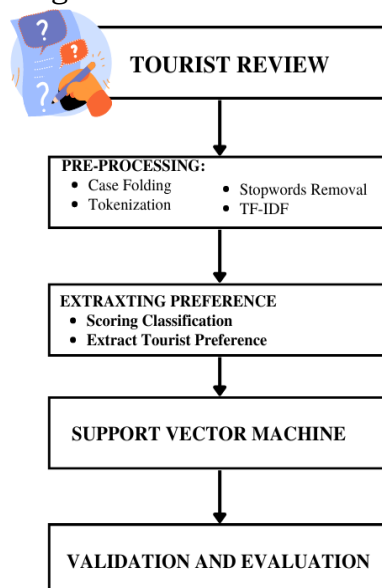 TOURIST REVIEW
PRE-PROCESSING:
• Case Folding
• Tokenization
• Stopwords Removal
• TF-IDF
EXTRAXTING PREFERENCE
• Scoring Classification
• Extract Tourist Preference
SUPPORT VECTOR MACHINE
VALIDATION AND EVALUATION